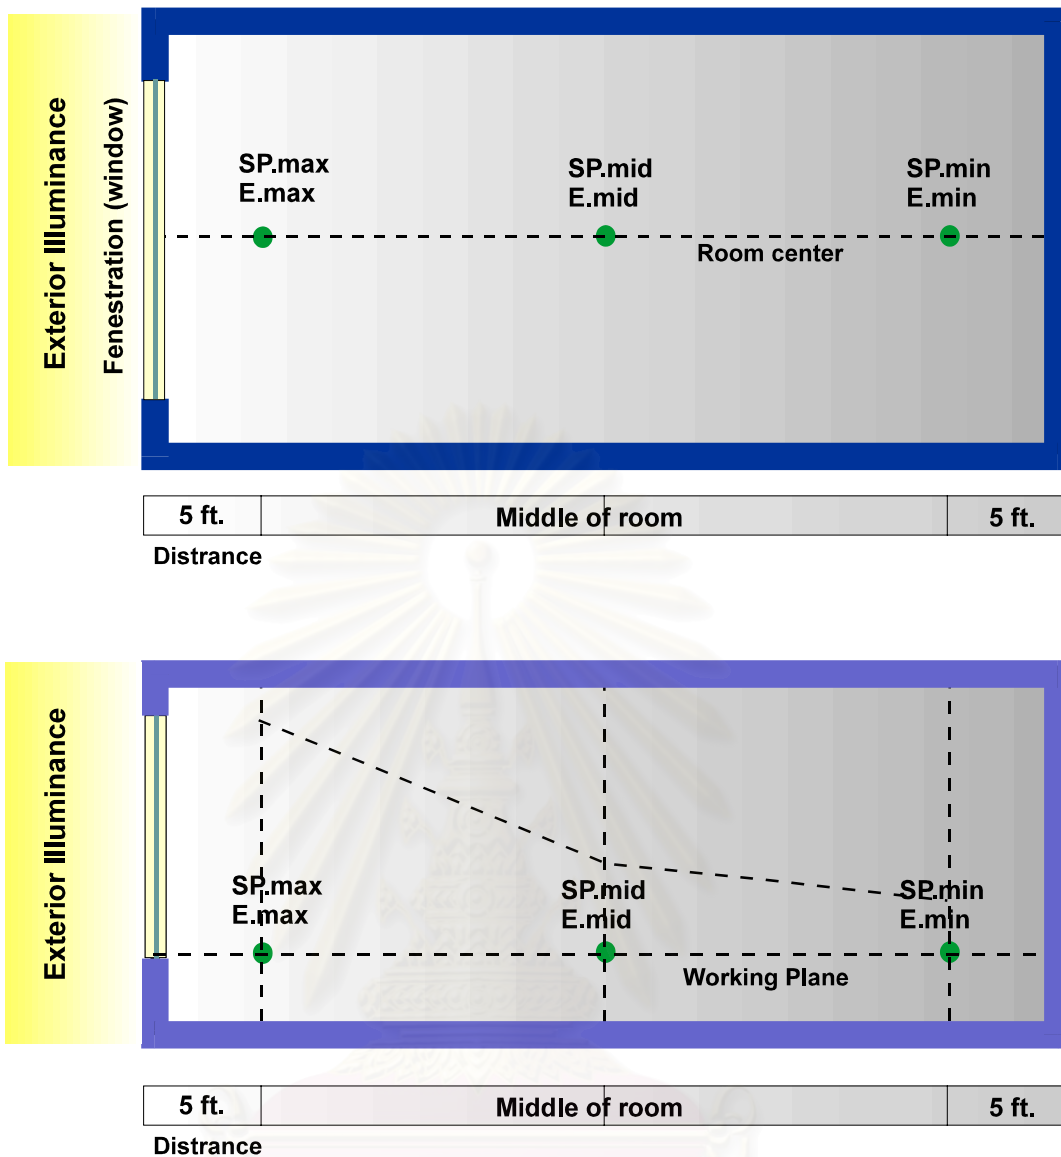 Exterior Illuminance
Fenestration (window)
SP.max
E.max
SP.mid
E.mid
SP.min
E.min
Room center
5 ft.
Middle of room
5 ft.
Distrance
Exterior Illuminance
SP.max
E.max
SP.mid
E.mid
SP.min
E.min
Working Plane
5 ft.
Middle of room
5 ft.
Distrance